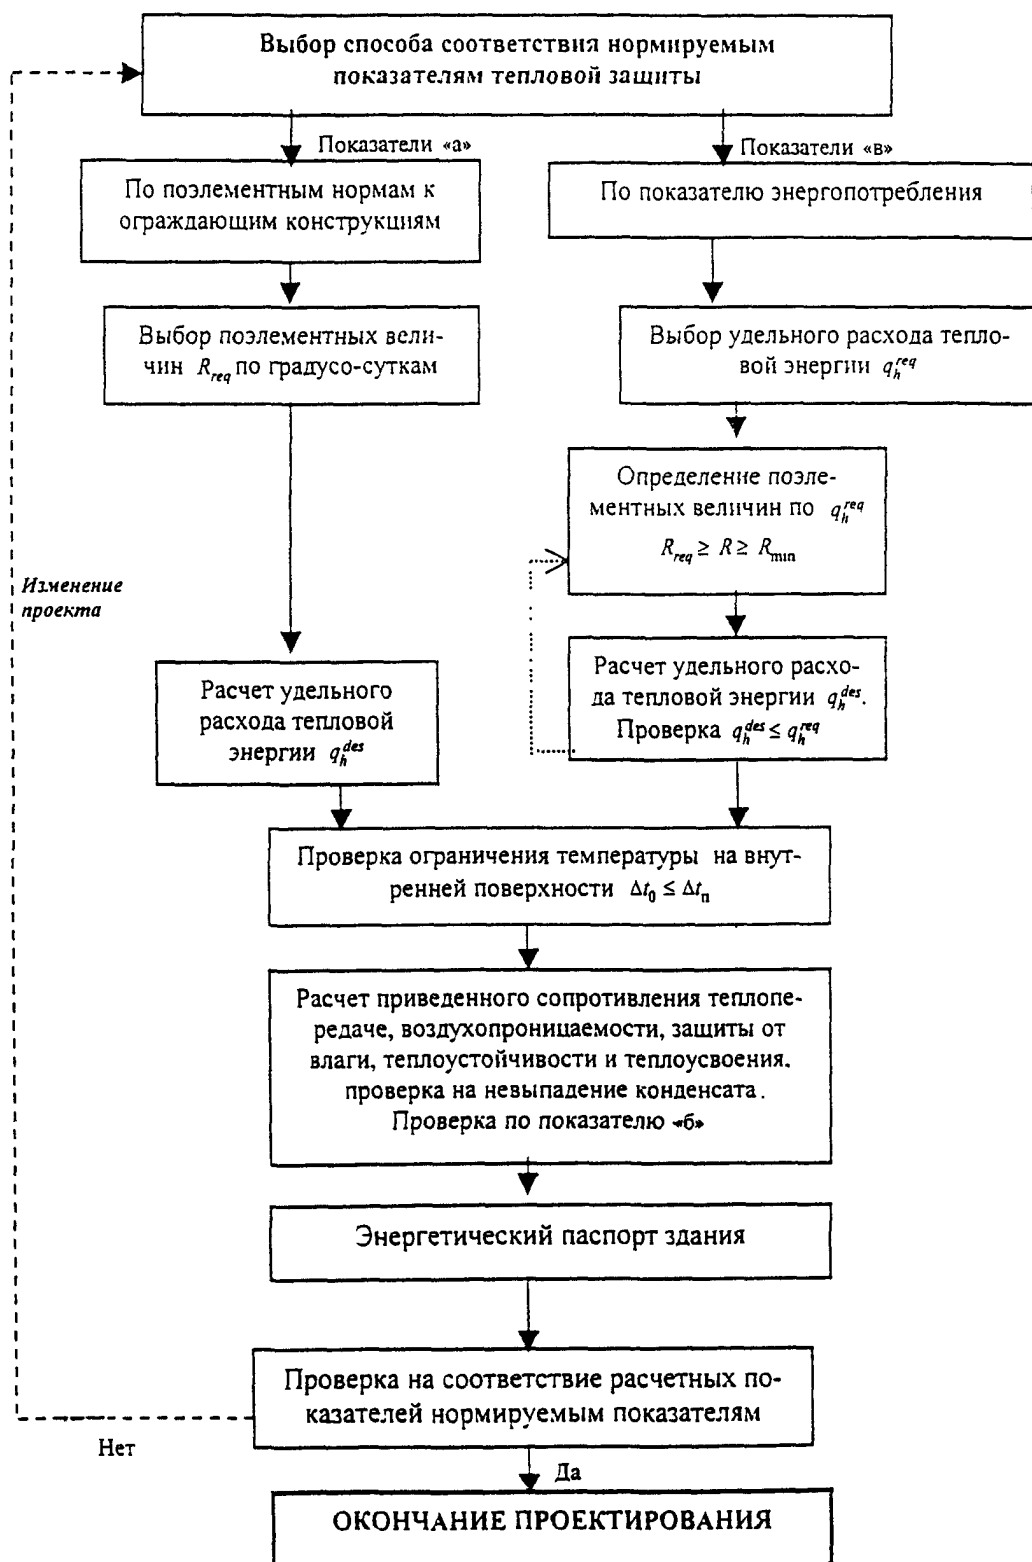 Выбор способа соответствия нормируемым
показателям тепловой защиты
Показатели «а»
Показатели «в»
По поэлементным нормам к
ограждающим конструкциям
По показателю энергопотребления
Выбор поэлементных вели-
чин R_req по градусо-суткам
Выбор удельного расхода тепло-
вой энергии q_h^req
Определение поэле-
ментных величин по q_h^req
R_req ≥ R ≥ R_min
Изменение
проекта
Расчет удельного
расхода тепловой
энергии q_h^des
Расчет удельного расхо-
да тепловой энергии q_h^des.
Проверка q_h^des ≤ q_h^req
Проверка ограничения температуры на внут-
ренней поверхности Δt_0 ≤ Δt_п
Расчет приведенного сопротивления теплопе-
редаче, воздухопроницаемости, защиты от
влаги, теплоустойчивости и теплоусвоения.
проверка на невыпадение конденсата.
Проверка по показателю «б»
Энергетический паспорт здания
Проверка на соответствие расчетных по-
казателей нормируемым показателям
Нет
Да
ОКОНЧАНИЕ ПРОЕКТИРОВАНИЯ